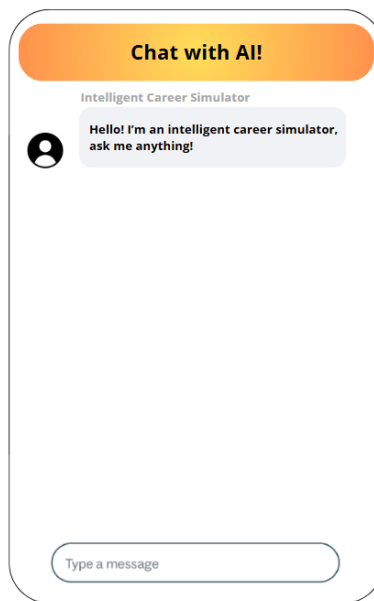 Chat with AI!
Intelligent Career Simulator
Hello! I'm an intelligent career simulator,
ask me anything!
Type a message